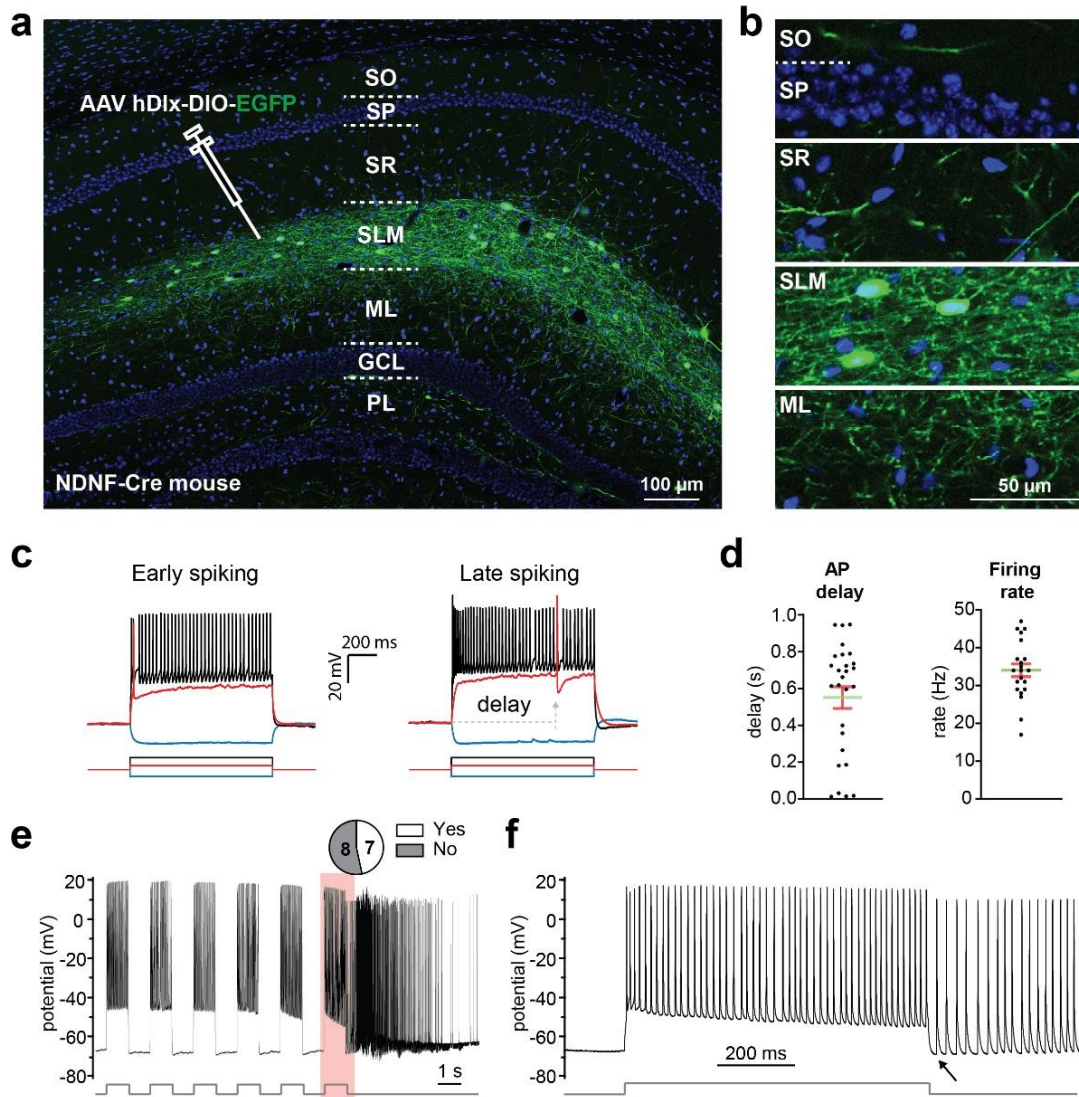 a
AAV hDlx-DIO-EGFP
SO
SP
SR
SLM
ML
GCL
PL
NDNF-Cre mouse
100 µm
b
SO
SP
SR
SLM
ML
50 µm
c
Early spiking
Late spiking
200 ms
20 mV
delay
d
AP
delay
delay (s)
1.0
0.8
0.6
0.4
0.2
0.0
Firing
rate
rate (Hz)
50
40
30
20
10
0
e
8
7
Yes
No
potential (mV)
20
0
-20
-40
-60
-80
1 s
f
potential (mV)
20
0
-20
-40
-60
-80
200 ms